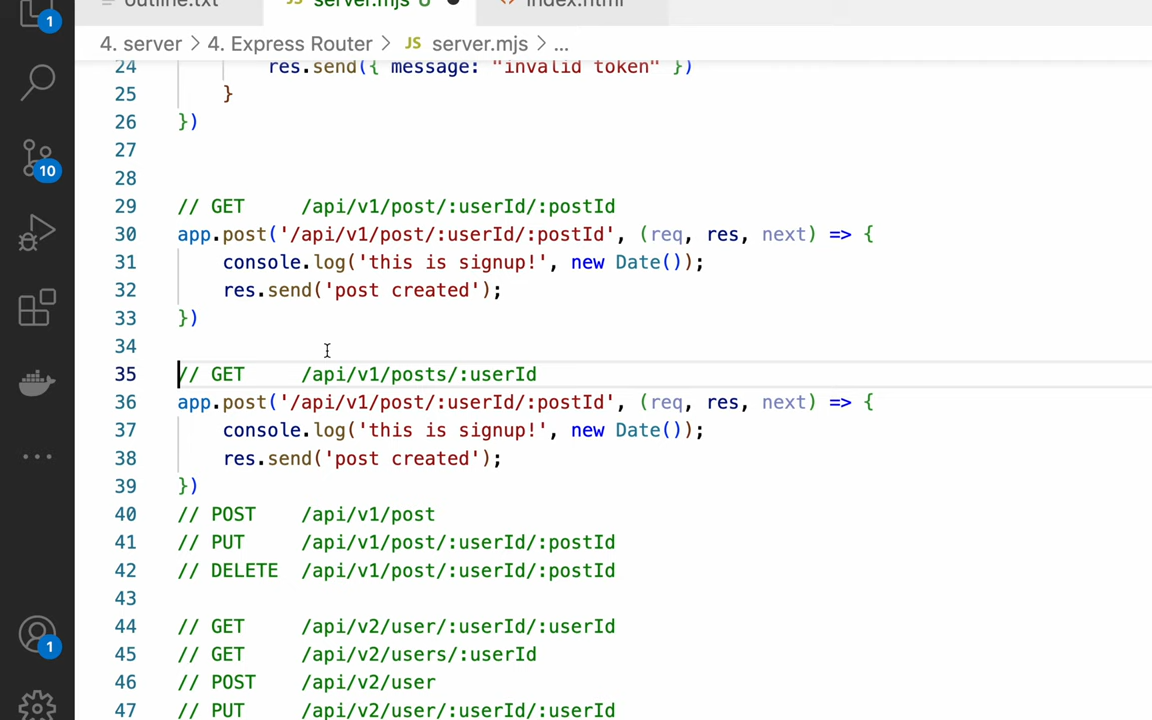 outline.txt
JS server.mjs U
<> index.html
1
4. server > 4. Express Router > JS server.mjs > ...
24 res.send({ message: "invalid token" })
25 }
26 })
27
28
29 // GET /api/v1/post/:userId/:postId
30 app.post('/api/v1/post/:userId/:postId', (req, res, next) => {
31 console.log('this is signup!', new Date());
32 res.send('post created');
33 })
34
35 // GET /api/v1/posts/:userId
36 app.post('/api/v1/post/:userId/:postId', (req, res, next) => {
37 console.log('this is signup!', new Date());
38 res.send('post created');
39 })
40 // POST /api/v1/post
41 // PUT /api/v1/post/:userId/:postId
42 // DELETE /api/v1/post/:userId/:postId
43
44 // GET /api/v2/user/:userId/:userId
45 // GET /api/v2/users/:userId
46 // POST /api/v2/user
47 // PUT /api/v2/user/:userId/:userId
10
1